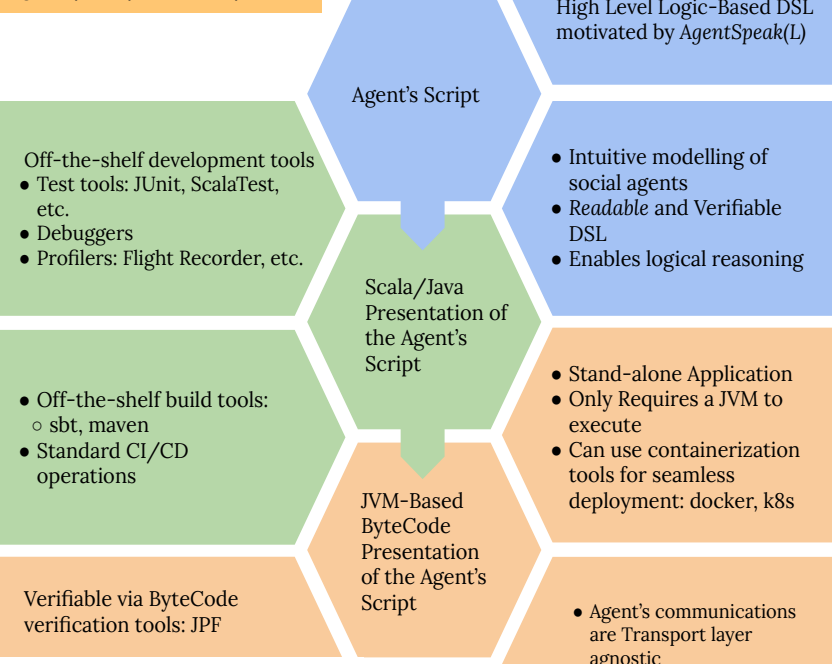 High Level Logic-Based DSL
motivated by AgentSpeak(L)
Agent's Script
Off-the-shelf development tools
● Test tools: JUnit, ScalaTest,
etc.
● Debuggers
● Profilers: Flight Recorder, etc.
● Intuitive modelling of
social agents
● Readable and Verifiable
DSL
● Enables logical reasoning
Scala/Java
Presentation of
the Agent's
Script
● Off-the-shelf build tools:
○ sbt, maven
● Standard CI/CD
operations
● Stand-alone Application
● Only Requires a JVM to
execute
● Can use containerization
tools for seamless
deployment: docker, k8s
JVM-Based
ByteCode
Presentation
of the Agent's
Script
Verifiable via ByteCode
verification tools: JPF
● Agent's communications
are Transport layer
agnostic